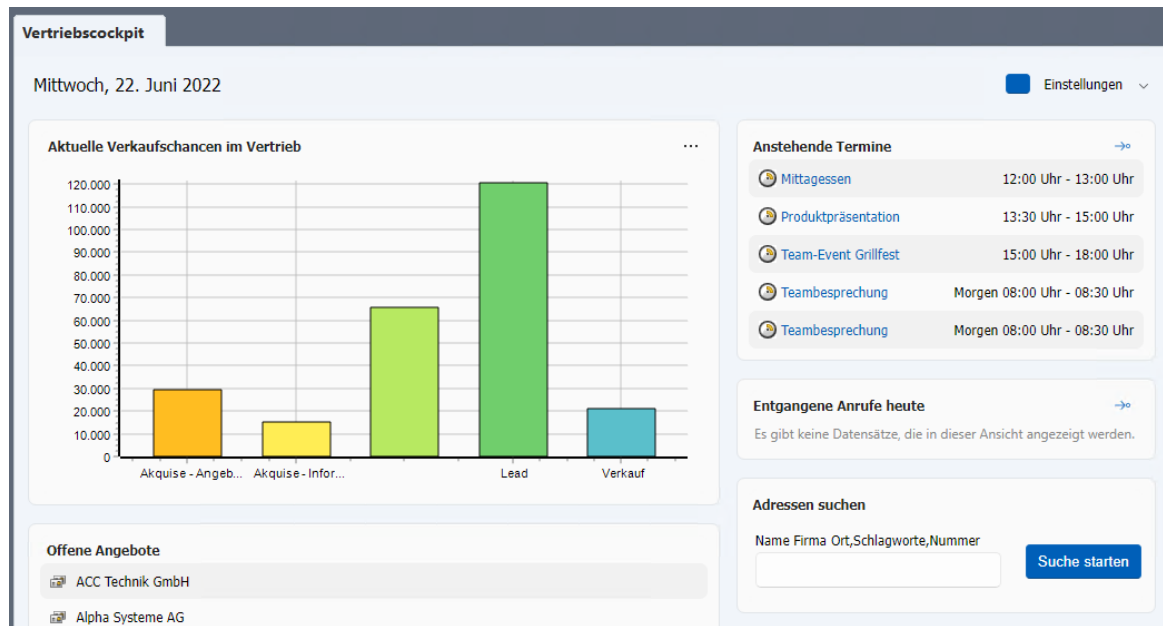 Vertriebscockpit
Mittwoch, 22. Juni 2022
Einstellungen
Aktuelle Verkaufschancen im Vertrieb
120.000
110.000
100.000
90.000
80.000
70.000
60.000
50.000
40.000
30.000
20.000
10.000
0
Akquise - Angeb... Akquise - Infor... Lead Verkauf
Offene Angebote
ACC Technik GmbH
Alpha Systeme AG
Anstehende Termine
Mittagessen 12:00 Uhr - 13:00 Uhr
Produktpräsentation 13:30 Uhr - 15:00 Uhr
Team-Event Grillfest 15:00 Uhr - 18:00 Uhr
Teambesprechung Morgen 08:00 Uhr - 08:30 Uhr
Teambesprechung Morgen 08:00 Uhr - 08:30 Uhr
Entgangene Anrufe heute
Es gibt keine Datensätze, die in dieser Ansicht angezeigt werden.
Adressen suchen
Name Firma Ort,Schlagworte,Nummer
Suche starten